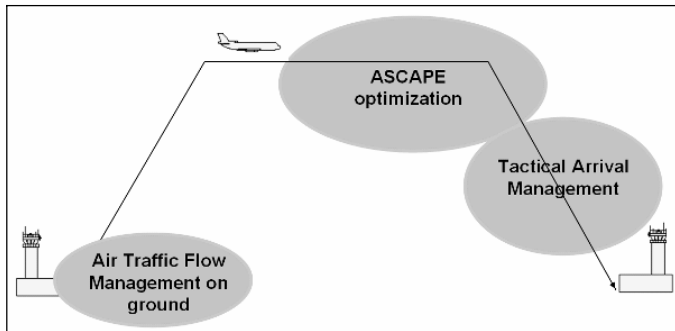 ASCAPE
optimization
Tactical Arrival
Management
Air Traffic Flow
Management on
ground